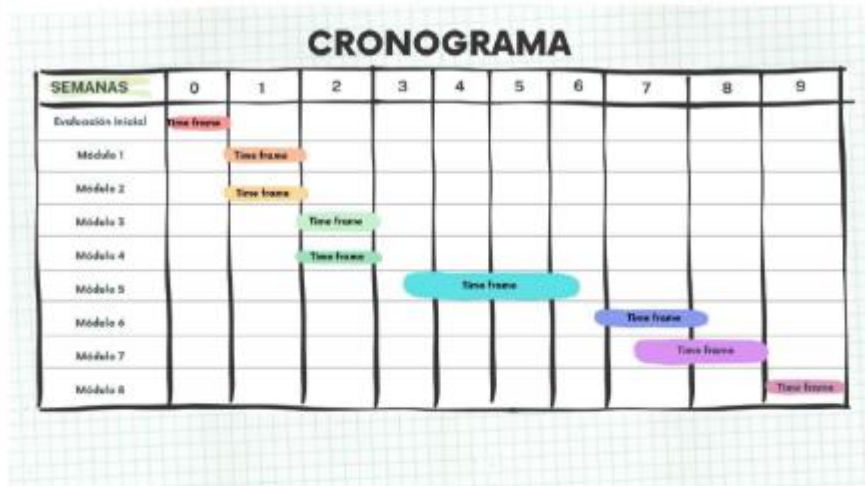 CRONOGRAMA
SEMANAS 0 1 2 3 4 5 6 7 8 9
Evaluación Inicial Time frame
Módulo 1 Time frame
Módulo 2 Time frame
Módulo 3 Time frame
Módulo 4 Time frame
Módulo 5 Time frame
Módulo 6 Time frame
Módulo 7 Time frame
Módulo 8 Time frame